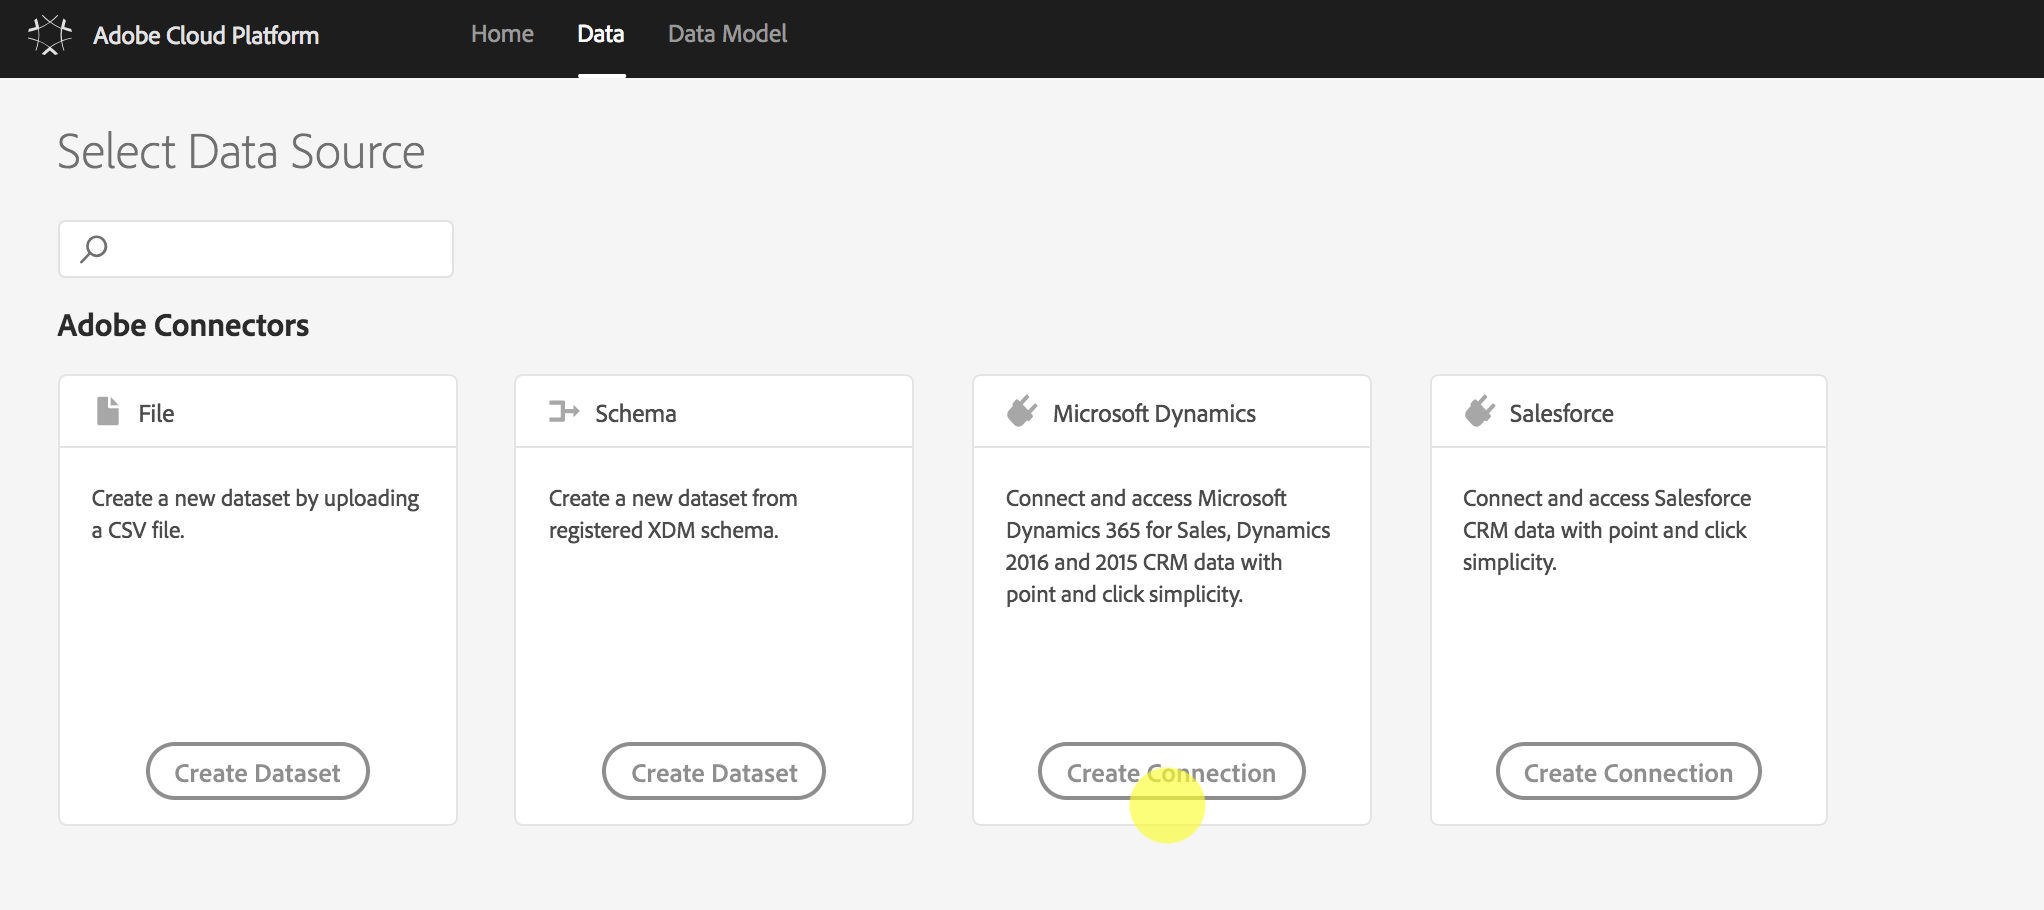 Adobe Cloud Platform
Home
Data
Data Model
Select Data Source
Adobe Connectors
File
Create a new dataset by uploading
a CSV file.
Create Dataset
Schema
Create a new dataset from
registered XDM schema.
Create Dataset
Microsoft Dynamics
Connect and access Microsoft
Dynamics 365 for Sales, Dynamics
2016 and 2015 CRM data with
point and click simplicity.
Create Connection
Salesforce
Connect and access Salesforce
CRM data with point and click
simplicity.
Create Connection